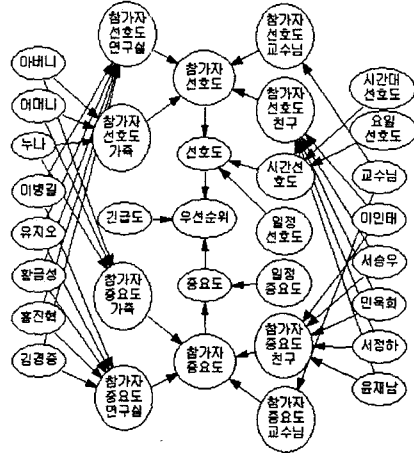 참가자
선호도
연구실
참가자
선호도
교수님
아버니
어머니
누나
이병길
유지오
황금성
홍진혁
김경중
참가자
선호도
가족
참가자
선호도
참가자
선호도
친구
시간대
선호도
요일
선호도
선호도
시간선
호도
교수님
이인태
서승우
민욱희
서정하
윤재남
긴급도
우선순위
일정
선호도
중요도
일정
중요도
참가자
중요도
가족
참가자
중요도
연구실
참가자
중요도
참가자
중요도
친구
참가자
중요도
교수님